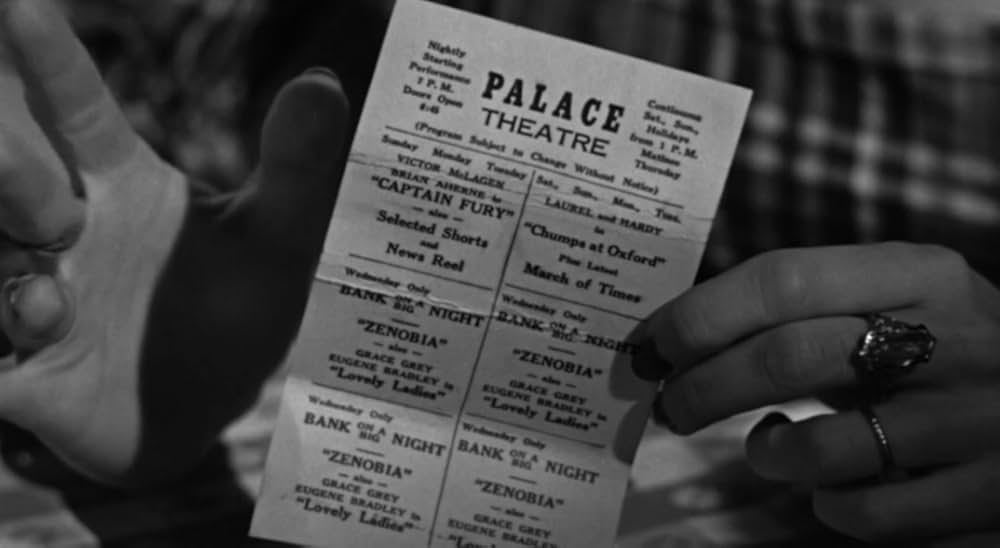 Nightly
Starting
Performance
7 P. M.
Doors Open
6:45
PALACE
THEATRE
Continuous
Sat., Sun.,
Holidays
from 1 P. M.
Matinee
Thursday
(Program Subject to Change Without Notice)
Sunday Monday Tuesday
VICTOR McLAGEN
BRIAN AHERNE in
"CAPTAIN FURY"
— also —
Selected Shorts
and
News Reel
Wednesday Only
BANK ON A BIG NIGHT
"ZENOBIA"
— also —
GRACE GREY
EUGENE BRADLEY in
"Lovely Ladies"
Wednesday Only
BANK ON A BIG NIGHT
"ZENOBIA"
— also —
GRACE GREY
EUGENE BRADLEY in
"Lovely Ladies"
Sat., Sun., Mon., Tues.
LAUREL and HARDY
in
"Chumps at Oxford"
Plus Latest
March of Times
Wednesday Only
BANK ON A BIG NIGHT
"ZENOBIA"
— also —
GRACE GREY
EUGENE BRADLEY in
"Lovely Ladies"
Wednesday Only
BANK ON A BIG NIGHT
"ZENOBIA"
— also —
GRACE GREY
EUGENE BRADLEY in